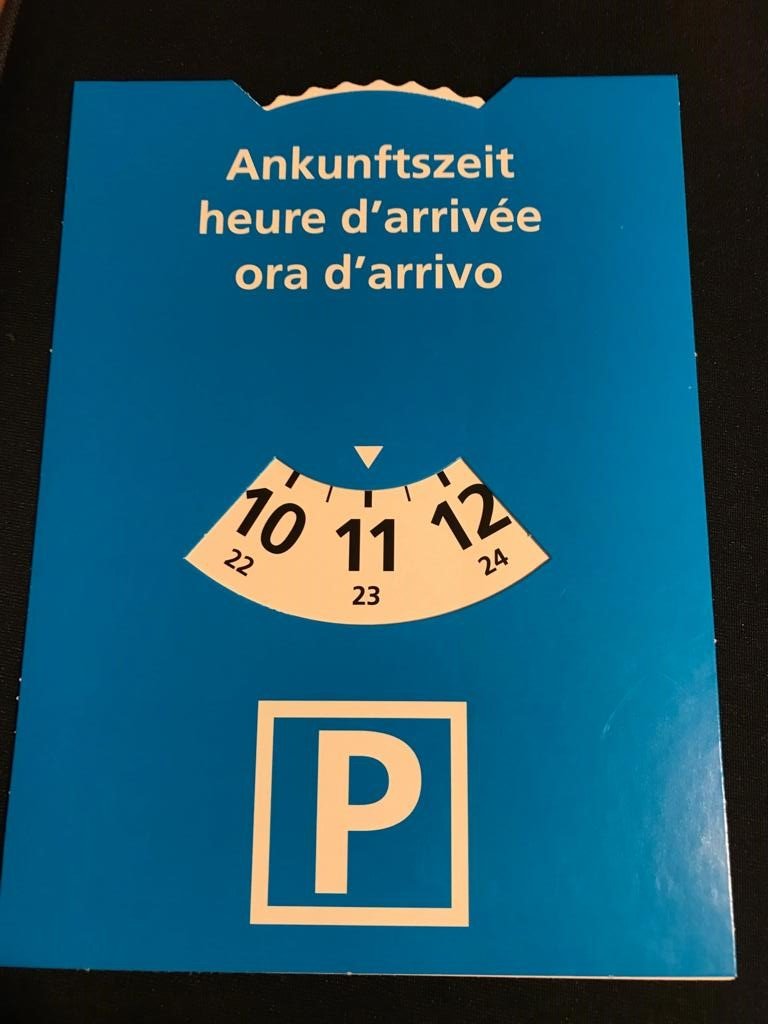 Ankunftszeit
heure d'arrivée
ora d'arrivo
10 11 12
22 23 24
P